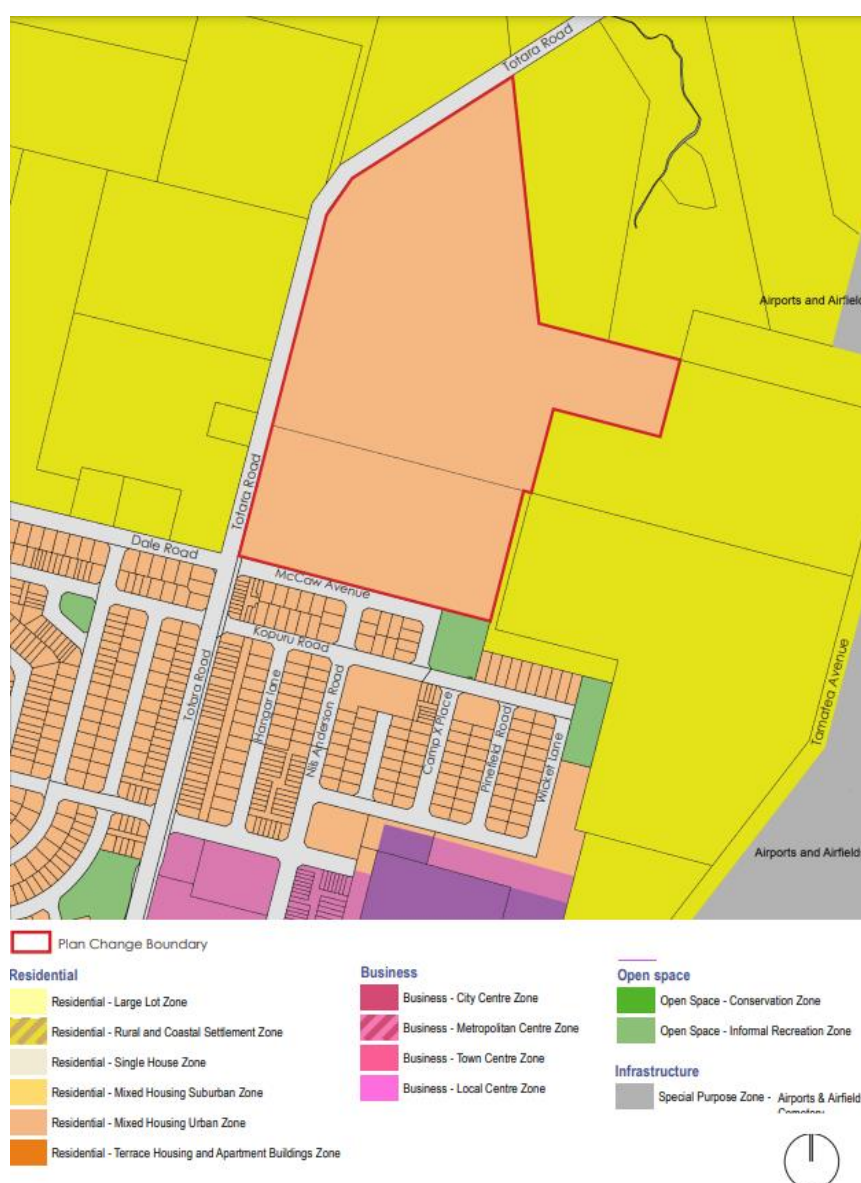 Totara Road
Airports and Airfield
Totara Road
Dale Road
McCaw Avenue
Kopuru Road
Totara Road
Hangar lane
Nils Anderson Road
Camp X Place
Pinefield Road
Wicket Lane
Tamatea Avenue
Airports and Airfield
Plan Change Boundary
Residential
Residential - Large Lot Zone
Residential - Rural and Coastal Settlement Zone
Residential - Single House Zone
Residential - Mixed Housing Suburban Zone
Residential - Mixed Housing Urban Zone
Residential - Terrace Housing and Apartment Buildings Zone
Business
Business - City Centre Zone
Business - Metropolitan Centre Zone
Business - Town Centre Zone
Business - Local Centre Zone
Open space
Open Space - Conservation Zone
Open Space - Informal Recreation Zone
Infrastructure
Special Purpose Zone - Airports & Airfield